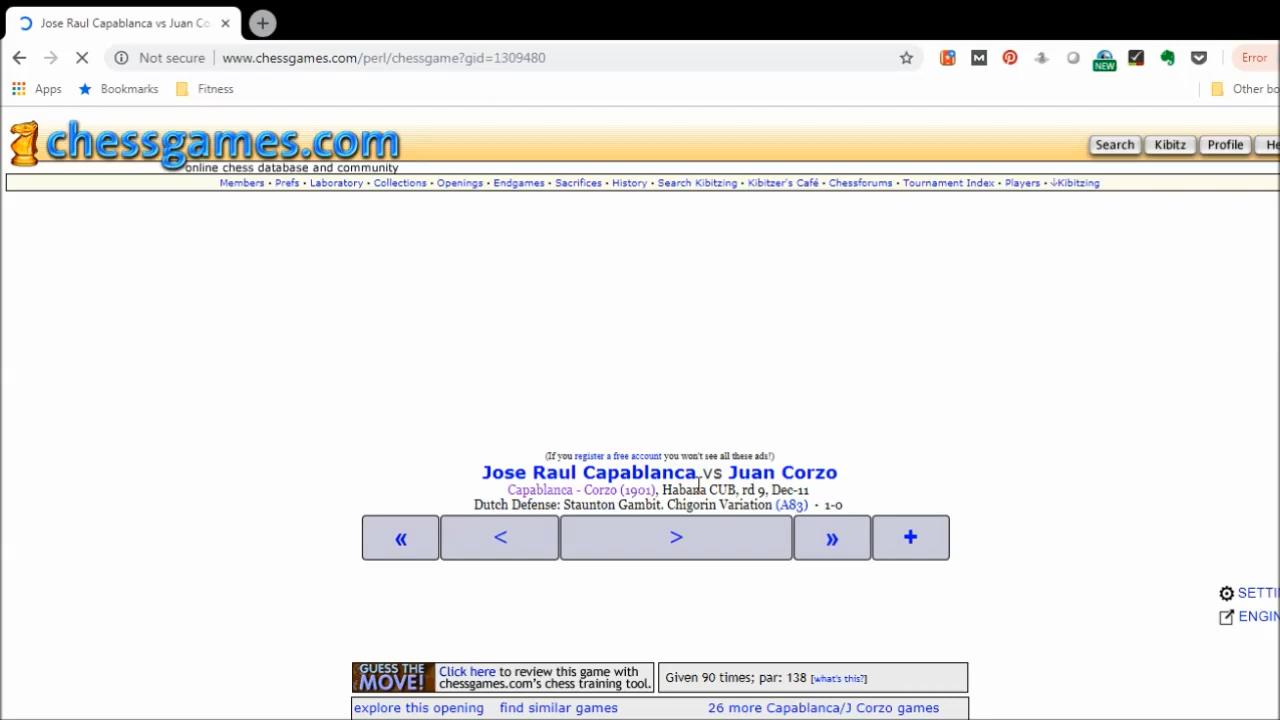 Jose Raul Capablanca vs Juan Co
Not secure | www.chessgames.com/perl/chessgame?gid=1309480
M
NEW
Error
Apps Bookmarks Fitness Other bo
chessgames.com
online chess database and community
Search Kibitz Profile He
Members • Prefs • Laboratory • Collections • Openings • Endgames • Sacrifices • History • Search Kibitzing • Kibitzer's Café • Chessforums • Tournament Index • Players • ↓Kibitzing
(If you register a free account you won't see all these ads!)
Jose Raul Capablanca vs Juan Corzo
Capablanca - Corzo (1901), Habana CUB, rd 9, Dec-11
Dutch Defense: Staunton Gambit. Chigorin Variation (A83) · 1-0
« < > » +
SETTI
ENGIN
GUESS THE MOVE! Click here to review this game with
chessgames.com's chess training tool.
Given 90 times; par: 138 [what's this?]
explore this opening find similar games 26 more Capablanca/J Corzo games